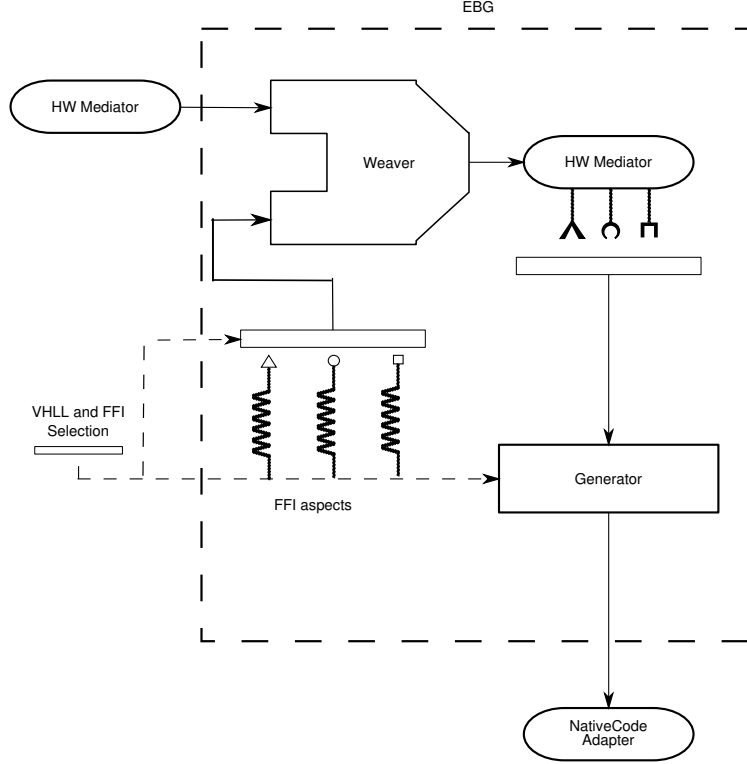 EBG
HW Mediator
Weaver
HW Mediator
VHLL and FFI
Selection
Generator
FFI aspects
NativeCode
Adapter